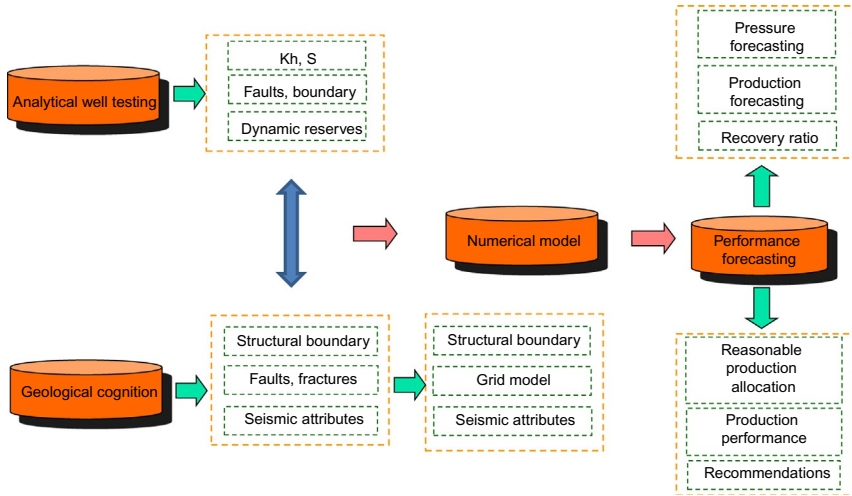 Analytical well testing
Kh, S
Faults, boundary
Dynamic reserves
Pressure
forecasting
Production
forecasting
Recovery ratio
Numerical model
Performance
forecasting
Geological cognition
Structural boundary
Faults, fractures
Seismic attributes
Structural boundary
Grid model
Seismic attributes
Reasonable
production
allocation
Production
performance
Recommendations